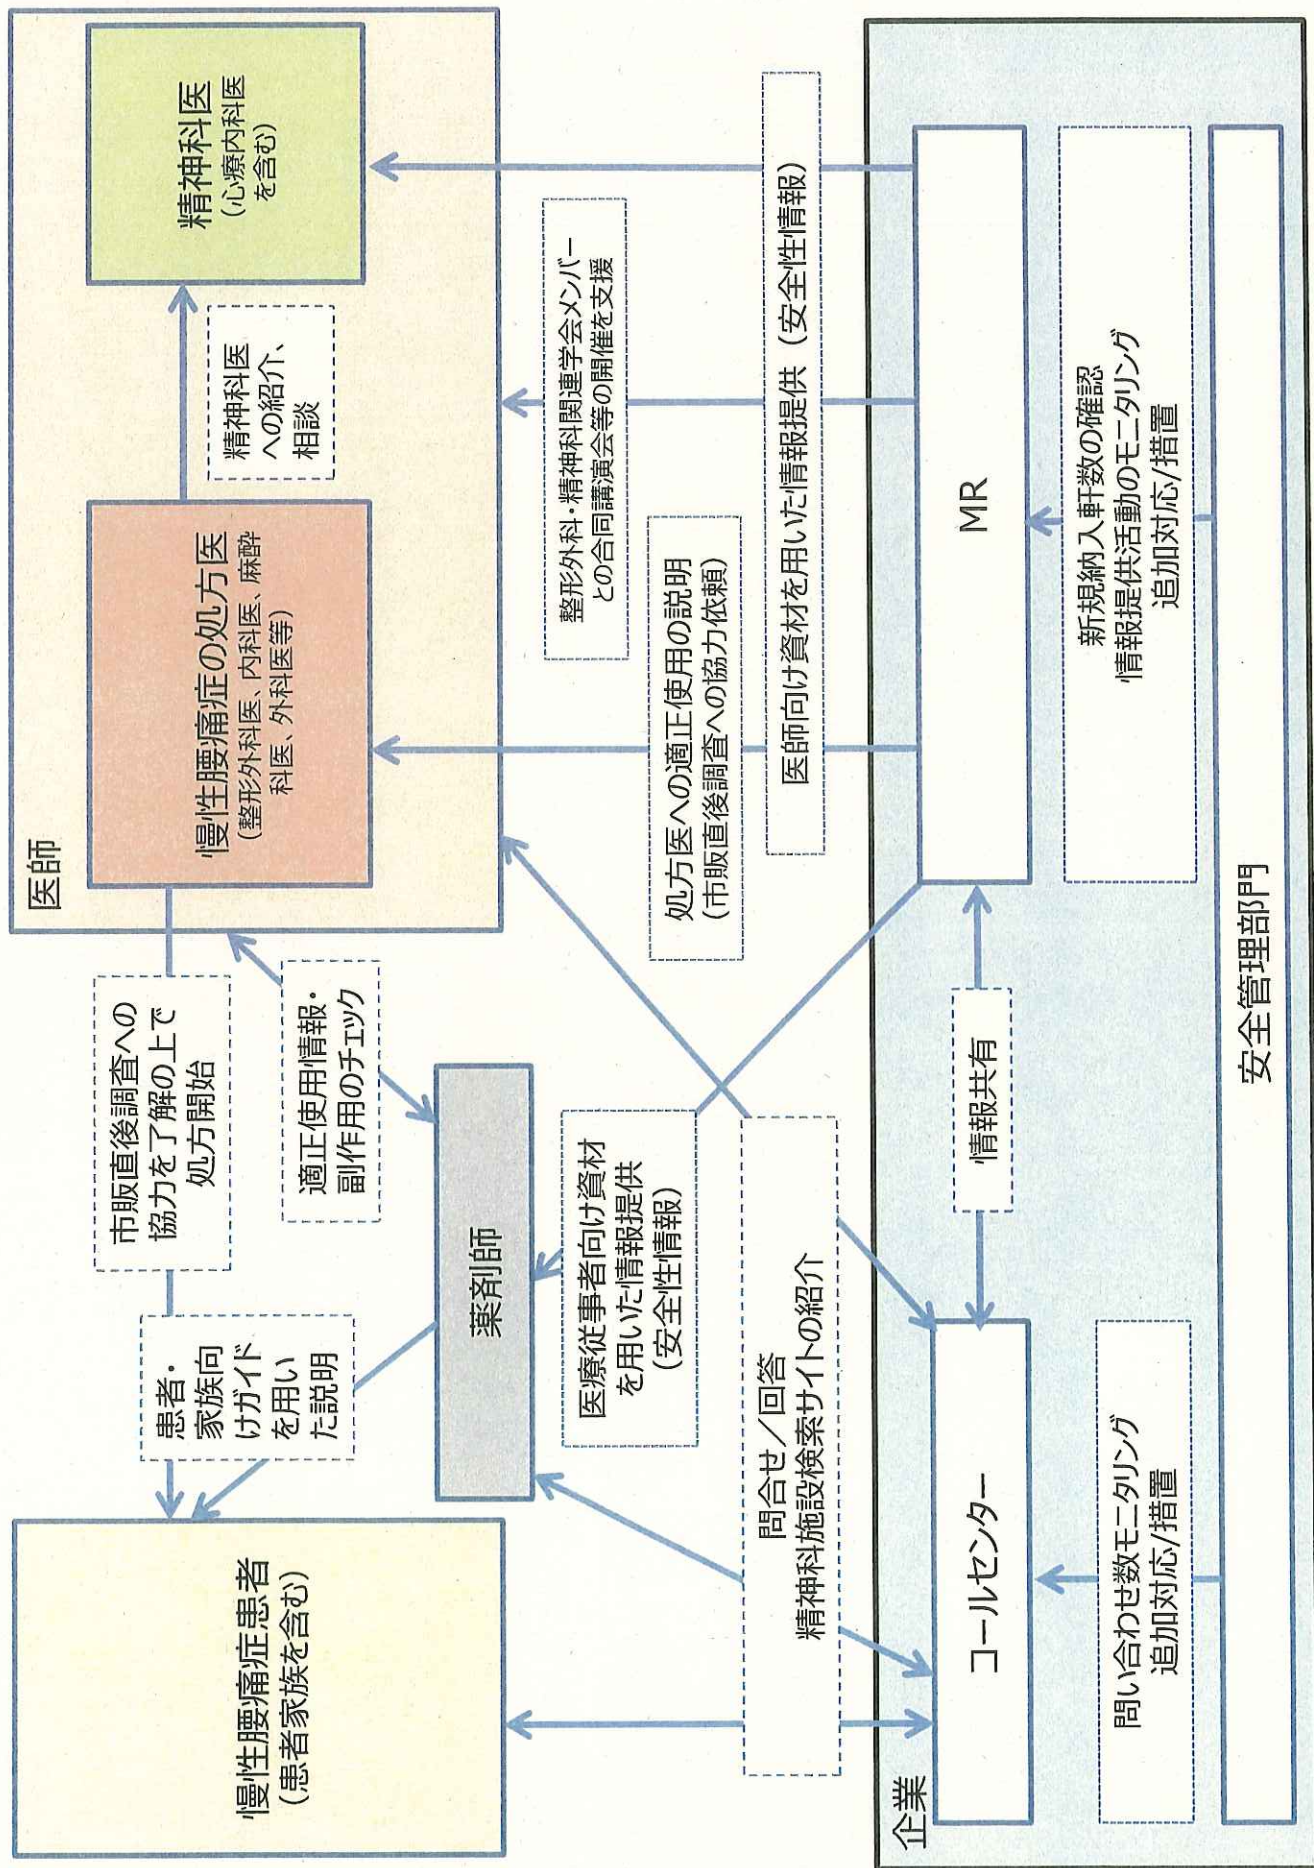 慢性腰痛症患者
（患者家族を含む）
市販直後調査への
協力を了解の上で
処方開始
患者・
家族向
けガイド
を用い
た説明
適正使用情報・
副作用のチェック
医師
慢性腰痛症の処方医
（整形外科医、内科医、麻酔
科医、外科医等）
精神科医
への紹介、
相談
精神科医
（心療内科医
を含む）
薬剤師
医療従事者向け資材
を用いた情報提供
（安全性情報）
問合せ／回答
精神科施設検索サイトの紹介
処方医への適正使用の説明
（市販直後調査への協力依頼）
整形外科・精神科関連学会メンバー
との合同講演会等の開催を支援
医師向け資材を用いた情報提供（安全性情報）
企業
コールセンター
情報共有
MR
問い合わせ数モニタリング
追加対応/措置
新規納入軒数の確認
情報提供活動のモニタリング
追加対応/措置
安全管理部門